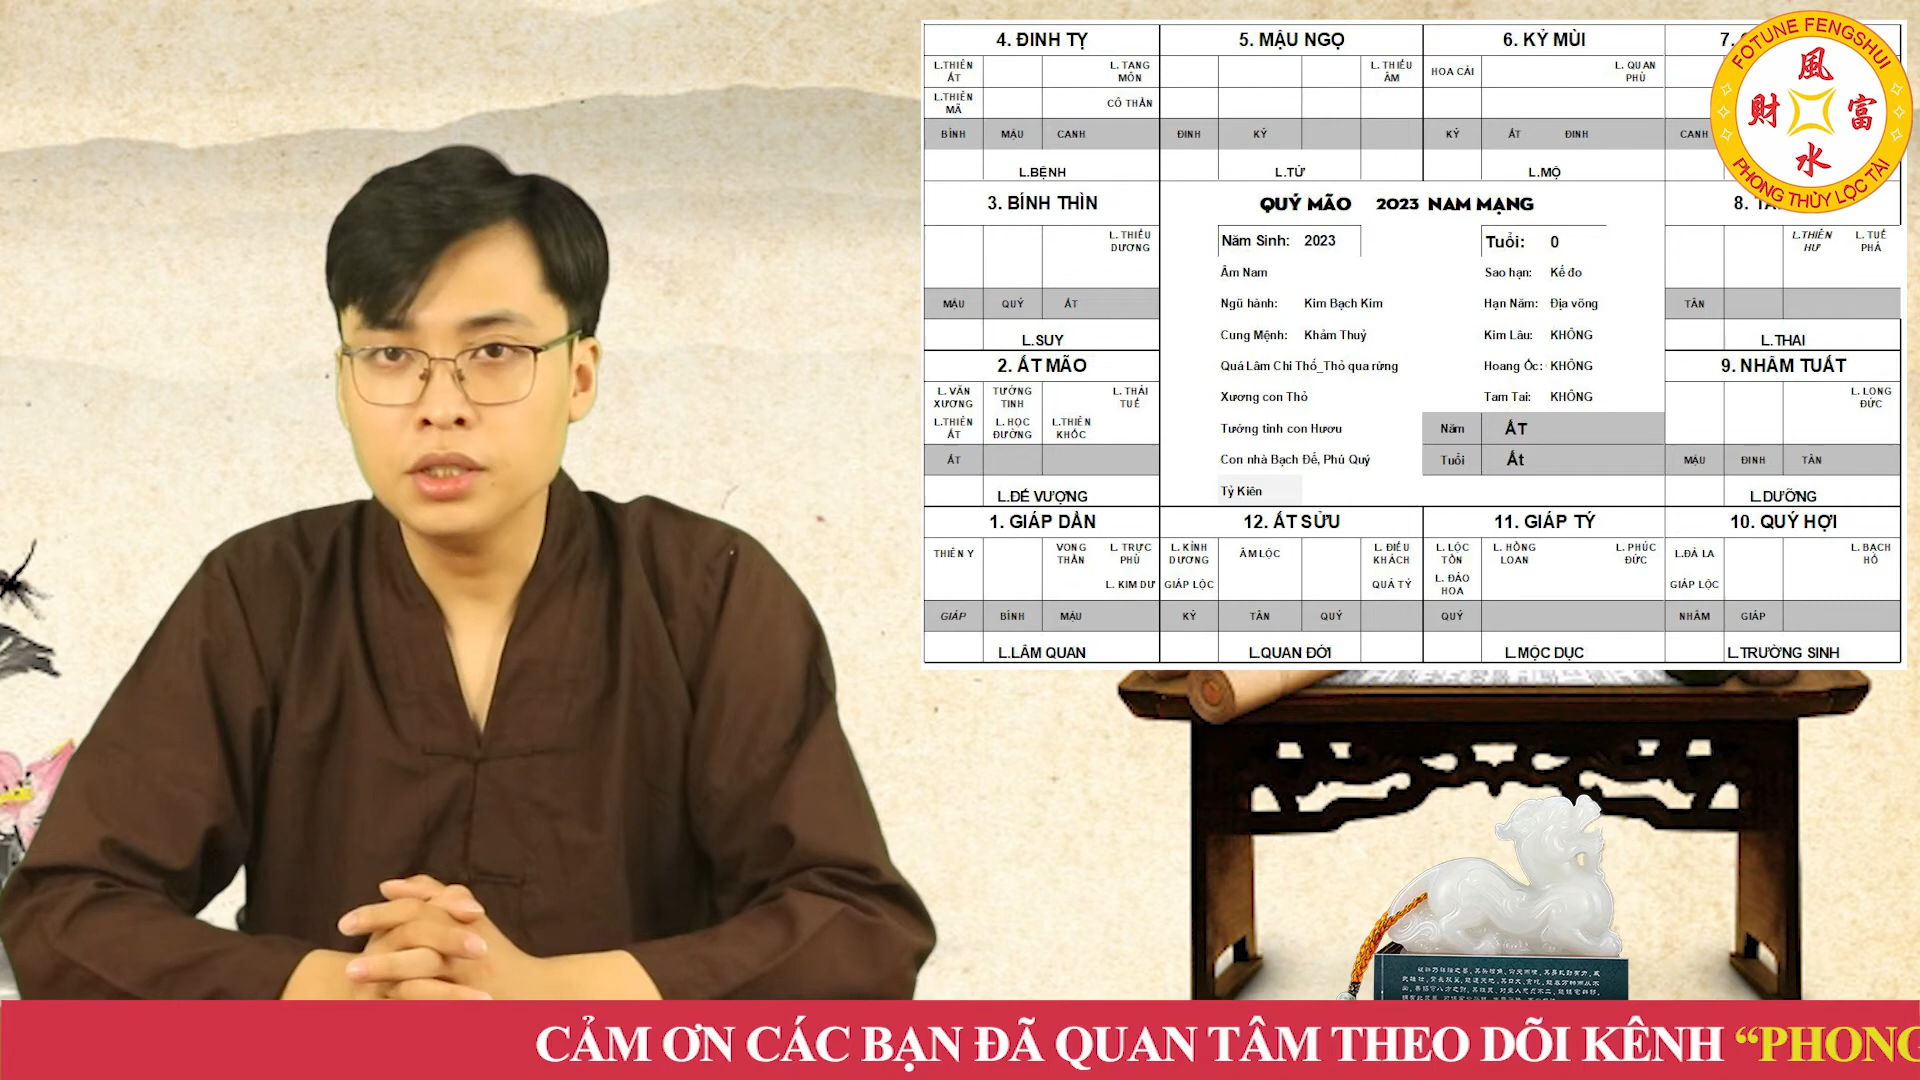 4. ĐINH TỴ
5. MẬU NGỌ
6. KỶ MÙI
7.
L.THIÊN ẤT
L. TANG MÔN
L. THIẾU ÂM
HOA CÁI
L. QUAN PHÙ
L.THIÊN MÃ
CÔ THẦN
BÍNH MẬU CANH
ĐINH KỶ
KỶ ẤT ĐINH
CANH
L.BỆNH
L.TỬ
L.MỘ
FOTUNE FENGSHUI
風
財 富
水
PHONG THỦY LỘC TÀI
3. BÍNH THÌN
QUÝ MÃO 2023 NAM MẠNG
8.
L. THIẾU DƯƠNG
Năm Sinh: 2023
Tuổi: 0
L.THIÊN HƯ
L. TUẾ PHÁ
Âm Nam
Sao hạn: Kế đo
MẬU QUÝ ẤT
Ngũ hành: Kim Bạch Kim
Hạn Năm: Địa võng
TÂN
L.SUY
Cung Mệnh: Khảm Thuỷ
Kim Lâu: KHÔNG
L.THAI
2. ẤT MÃO
Quá Lâm Chi Thố_Thỏ qua rừng
Hoang Ốc: KHÔNG
9. NHÂM TUẤT
L. VĂN XƯƠNG
TƯỚNG TINH
L. THÁI TUẾ
Xương con Thỏ
Tam Tai: KHÔNG
L. LONG ĐỨC
L.THIÊN ẤT
L. HỌC ĐƯỜNG
L.THIÊN KHỐC
Tướng tinh con Hươu
Năm ẤT
ẤT
Con nhà Bạch Đế, Phú Quý
Tuổi Ất
MẬU ĐINH TÂN
L.ĐẾ VƯỢNG
Tỷ Kiên
L.DƯỠNG
1. GIÁP DẦN
12. ẤT SỬU
11. GIÁP TÝ
10. QUÝ HỢI
THIÊN Y
VONG THẦN
L. TRỰC PHÙ
L. KÌNH DƯƠNG
ÂM LỘC
L. ĐIẾU KHÁCH
L. LỘC TỒN
L. HỒNG LOAN
L. PHÚC ĐỨC
L.ĐÀ LA
L. BẠCH HỔ
L. KIM DƯ
GIÁP LỘC
QUẢ TÚ
L. ĐÀO HOA
GIÁP LỘC
GIÁP BÍNH MẬU
KỶ TÂN QUÝ
QUÝ
NHÂM GIÁP
L.LÂM QUAN
L.QUAN ĐỚI
L.MỘC DỤC
L.TRƯỜNG SINH
CẢM ƠN CÁC BẠN ĐÃ QUAN TÂM THEO DÕI KÊNH “PHONG